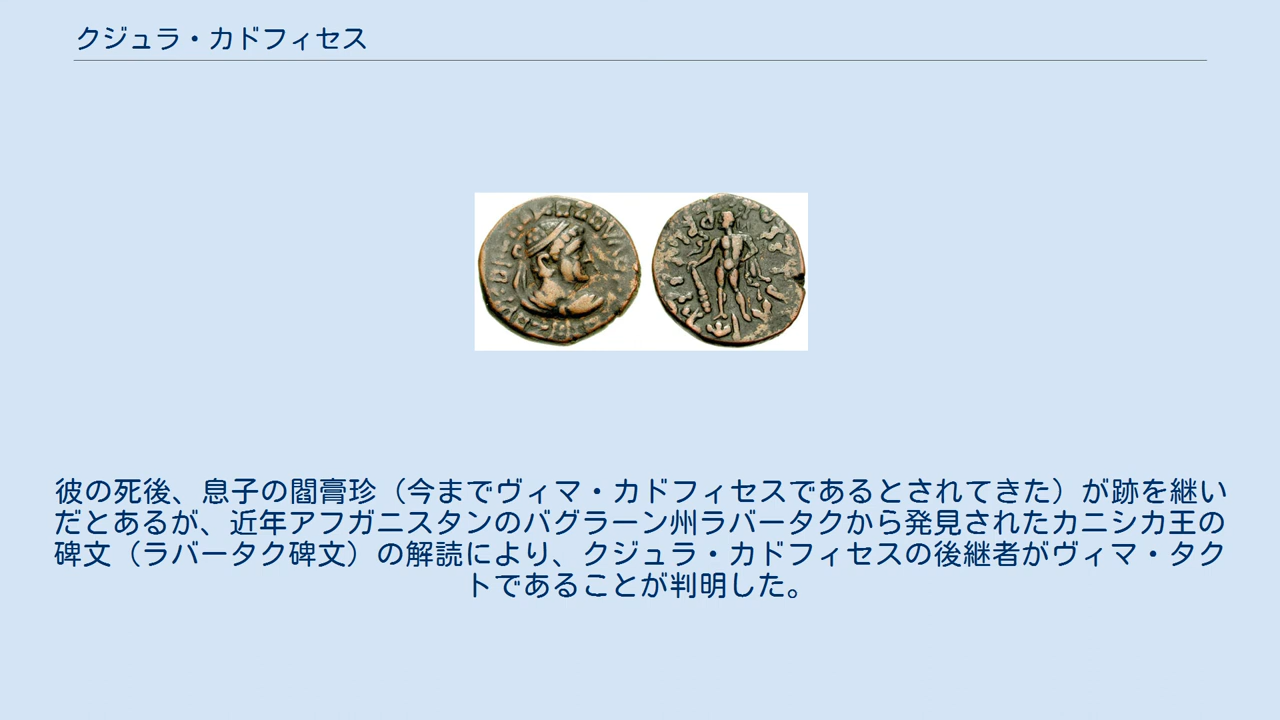 クジュラ・カドフィセス
彼の死後、息子の閻膏珍（今までヴィマ・カドフィセスであるとされてきた）が跡を継い
だとあるが、近年アフガニスタンのバグラーン州ラバータクから発見されたカニシカ王の
碑文（ラバータク碑文）の解読により、クジュラ・カドフィセスの後継者がヴィマ・タク
トであることが判明した。